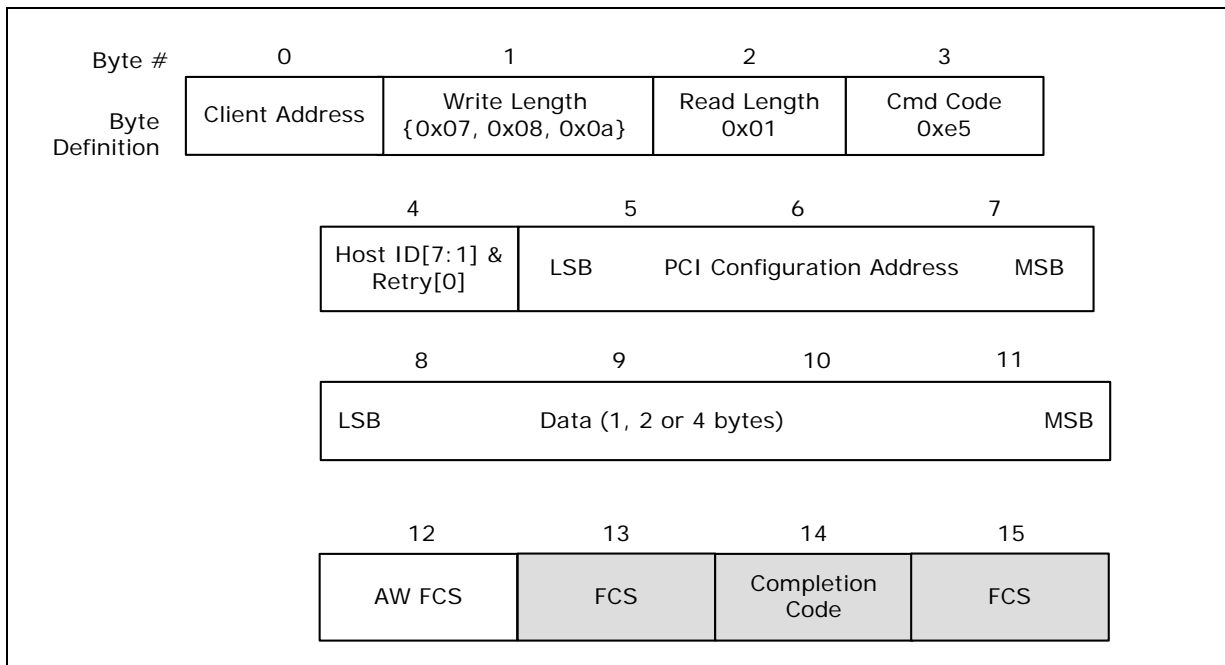 Byte # 0 1 2 3
Byte
Definition
Client Address
Write Length
{0x07, 0x08, 0x0a}
Read Length
0x01
Cmd Code
0xe5
4 5 6 7
Host ID[7:1] &
Retry[0]
LSB PCI Configuration Address MSB
8 9 10 11
LSB Data (1, 2 or 4 bytes) MSB
12 13 14 15
AW FCS
FCS
Completion
Code
FCS